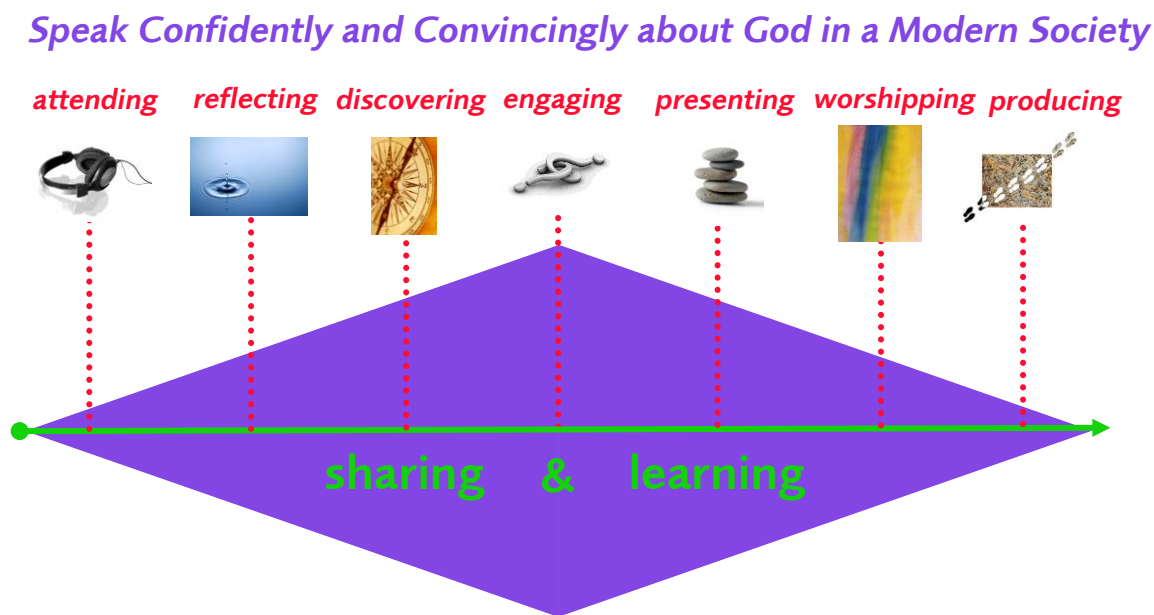 Speak Confidently and Convincingly about God in a Modern Society
attending reflecting discovering engaging presenting worshipping producing
sharing & learning